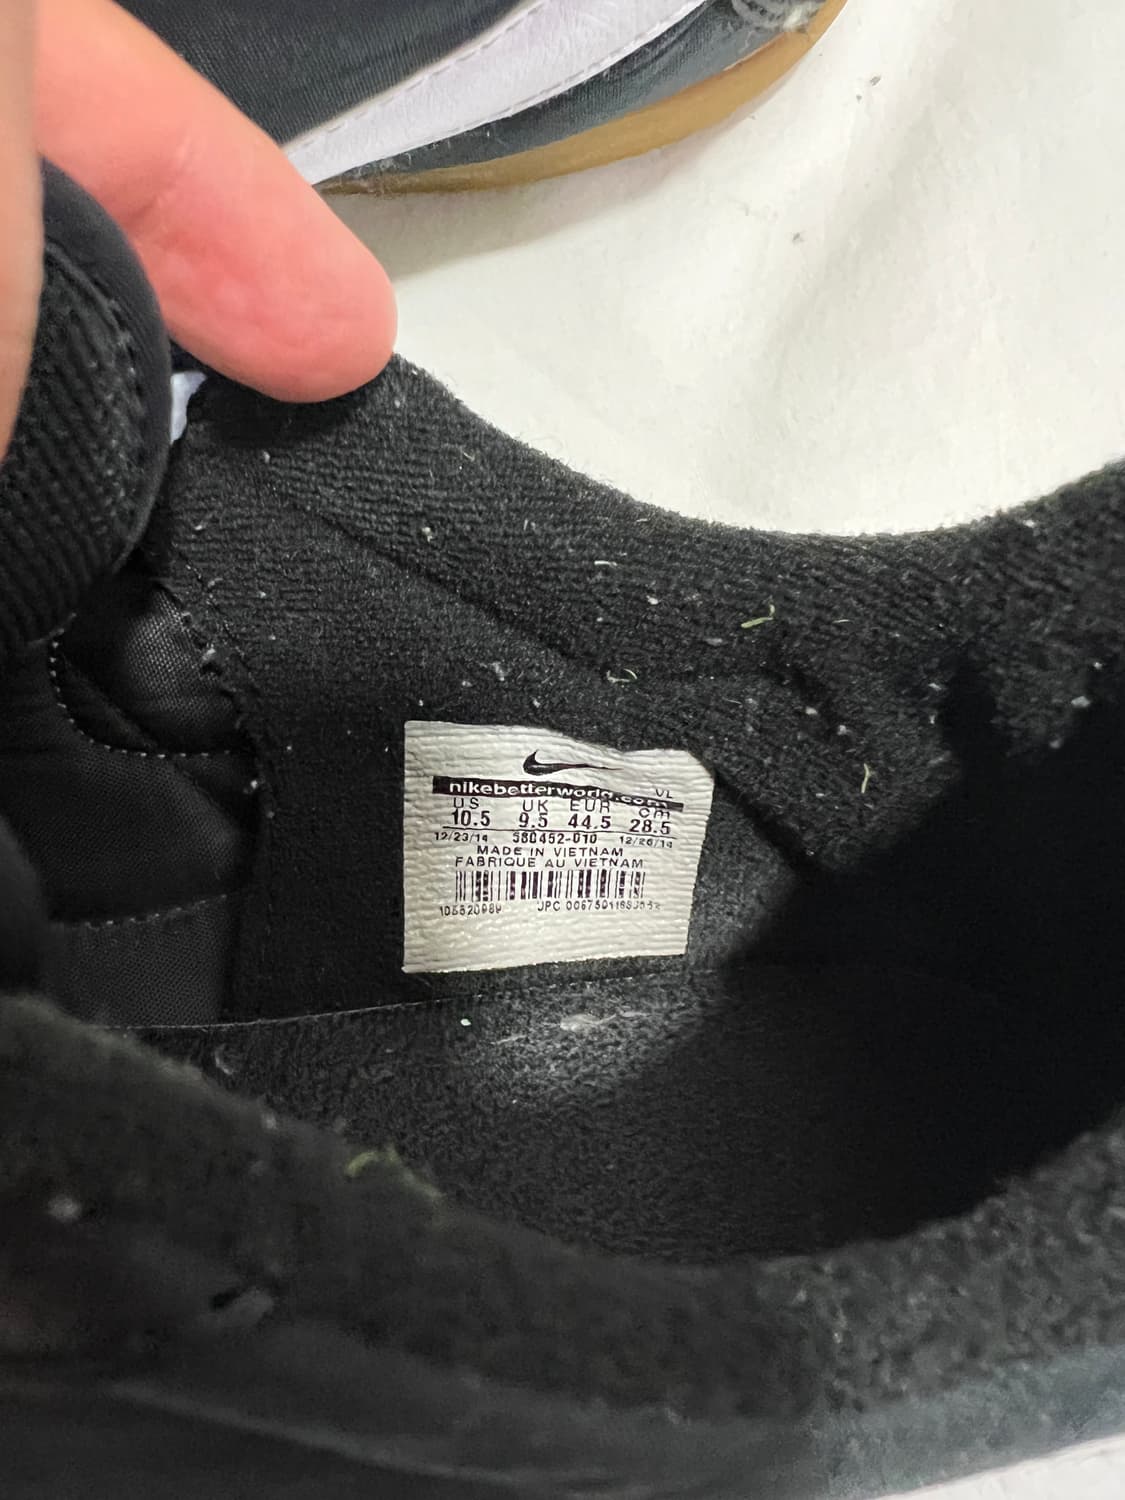 nikebetterworld.com VL
US UK EUR cm
10.5 9.5 44.5 28.5
12/23/14 580452-010 12/26/14
MADE IN VIETNAM
FABRIQUE AU VIETNAM